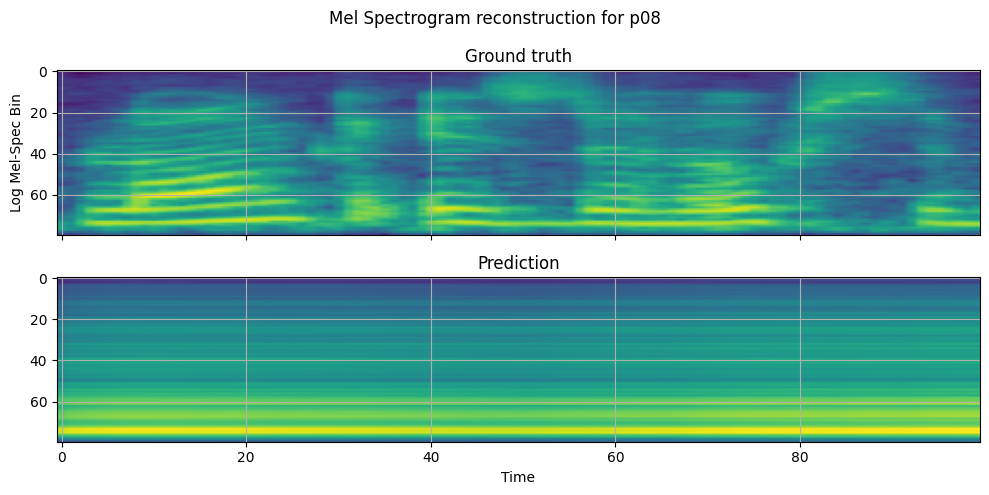 Mel Spectrogram reconstruction for p08
Ground truth
Log Mel-Spec Bin
0
20
40
60
Prediction
0
20
40
60
0 20 40 60 80
Time